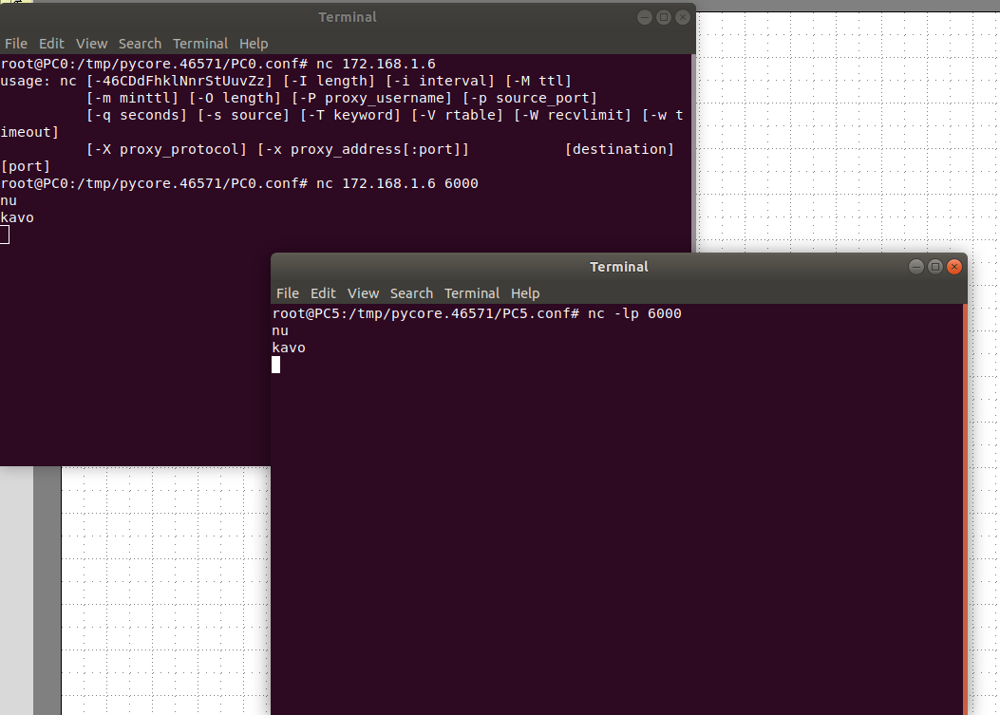 Terminal
File Edit View Search Terminal Help
root@PC0:/tmp/pycore.46571/PC0.conf# nc 172.168.1.6
usage: nc [-46CDdFhklNnrStUuvZz] [-I length] [-i interval] [-M ttl]
[-m minttl] [-O length] [-P proxy_username] [-p source_port]
[-q seconds] [-s source] [-T keyword] [-V rtable] [-W recvlimit] [-w t
imeout]
[-X proxy_protocol] [-x proxy_address[:port]] [destination]
[port]
root@PC0:/tmp/pycore.46571/PC0.conf# nc 172.168.1.6 6000
nu
kavo
Terminal
File Edit View Search Terminal Help
root@PC5:/tmp/pycore.46571/PC5.conf# nc -lp 6000
nu
kavo